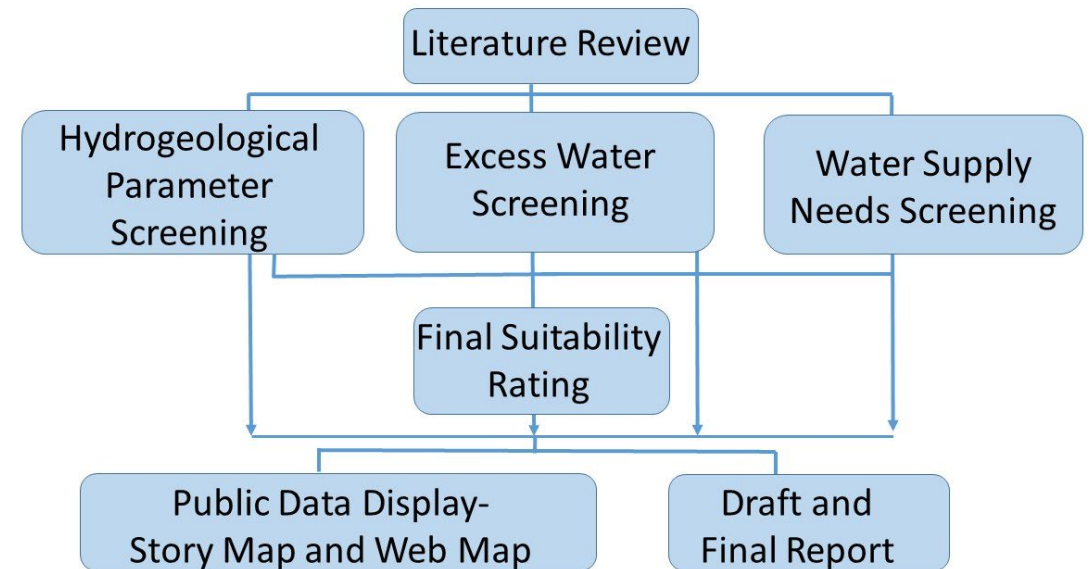 Literature Review
Hydrogeological
Parameter
Screening
Excess Water
Screening
Water Supply
Needs Screening
Final Suitability
Rating
Public Data Display-
Story Map and Web Map
Draft and
Final Report